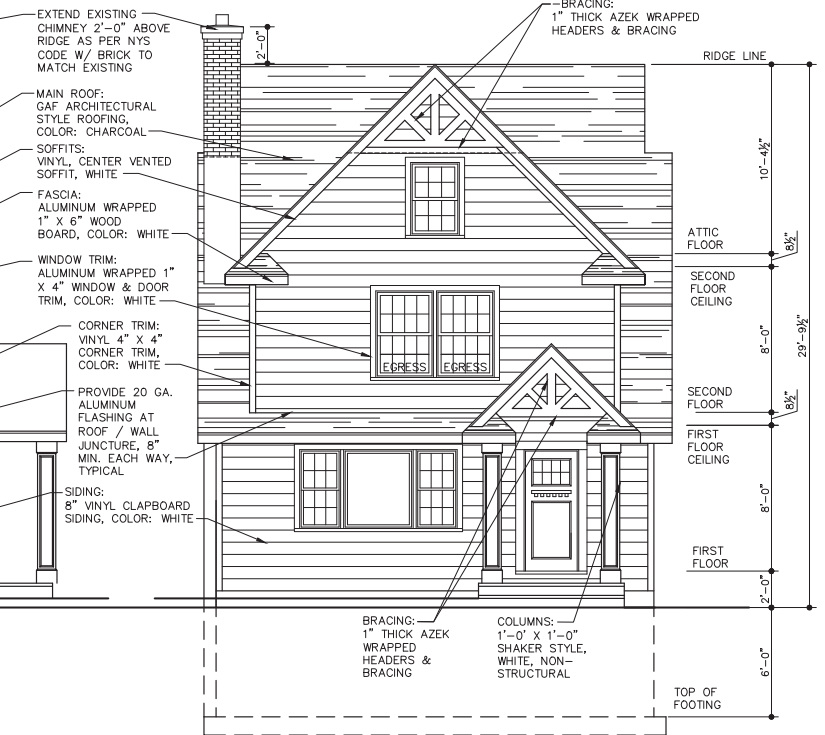 EXTEND EXISTING
CHIMNEY 2'-0" ABOVE
RIDGE AS PER NYS
CODE W/ BRICK TO
MATCH EXISTING
MAIN ROOF:
GAF ARCHITECTURAL
STYLE ROOFING,
COLOR: CHARCOAL
SOFFITS:
VINYL, CENTER VENTED
SOFFIT, WHITE
FASCIA:
ALUMINUM WRAPPED
1" X 6" WOOD
BOARD, COLOR: WHITE
WINDOW TRIM:
ALUMINUM WRAPPED 1"
X 4" WINDOW & DOOR
TRIM, COLOR: WHITE
CORNER TRIM:
VINYL 4" X 4"
CORNER TRIM,
COLOR: WHITE
PROVIDE 20 GA.
ALUMINUM
FLASHING AT
ROOF / WALL
JUNCTURE, 8"
MIN. EACH WAY,
TYPICAL
SIDING:
8" VINYL CLAPBOARD
SIDING, COLOR: WHITE
2'-0"
BRACING:
1" THICK AZEK WRAPPED
HEADERS & BRACING
EGRESS EGRESS
BRACING:
1" THICK AZEK
WRAPPED
HEADERS &
BRACING
COLUMNS:
1'-0' X 1'-0"
SHAKER STYLE,
WHITE, NON-
STRUCTURAL
RIDGE LINE
10'-4½"
ATTIC
FLOOR
8½"
SECOND
FLOOR
CEILING
8'-0"
29'-9½"
SECOND
FLOOR
8½"
FIRST
FLOOR
CEILING
8'-0"
FIRST
FLOOR
2'-0"
6'-0"
TOP OF
FOOTING